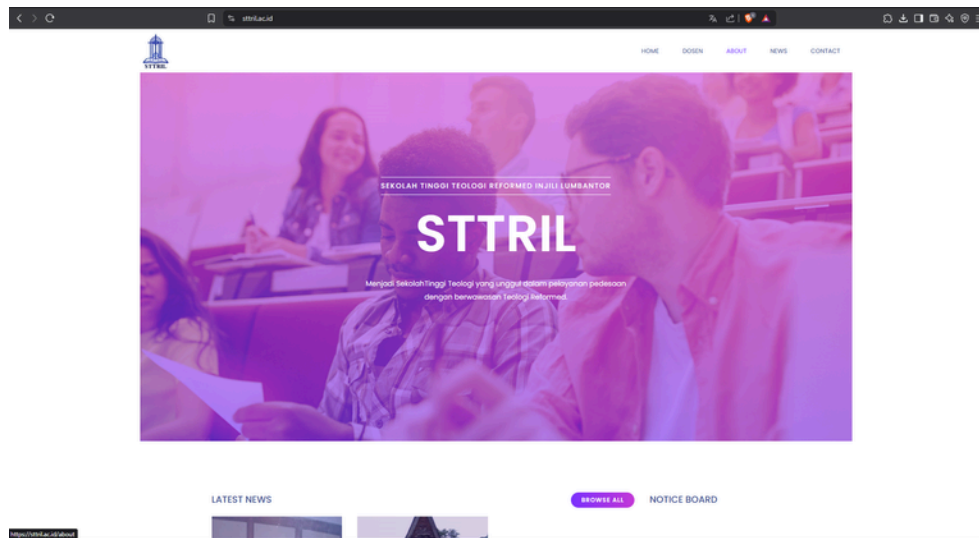 sttril.ac.id
STTRIL
HOME DOSEN ABOUT NEWS CONTACT
SEKOLAH TINGGI TEOLOGI REFORMED INJILI LUMBANTOR
STTRIL
Menjadi SekolahTinggi Teologi yang unggul dalam pelayanan pedesaan
dengan berwawasan Teologi Reformed.
LATEST NEWS
BROWSE ALL
NOTICE BOARD
https://sttril.ac.id/about